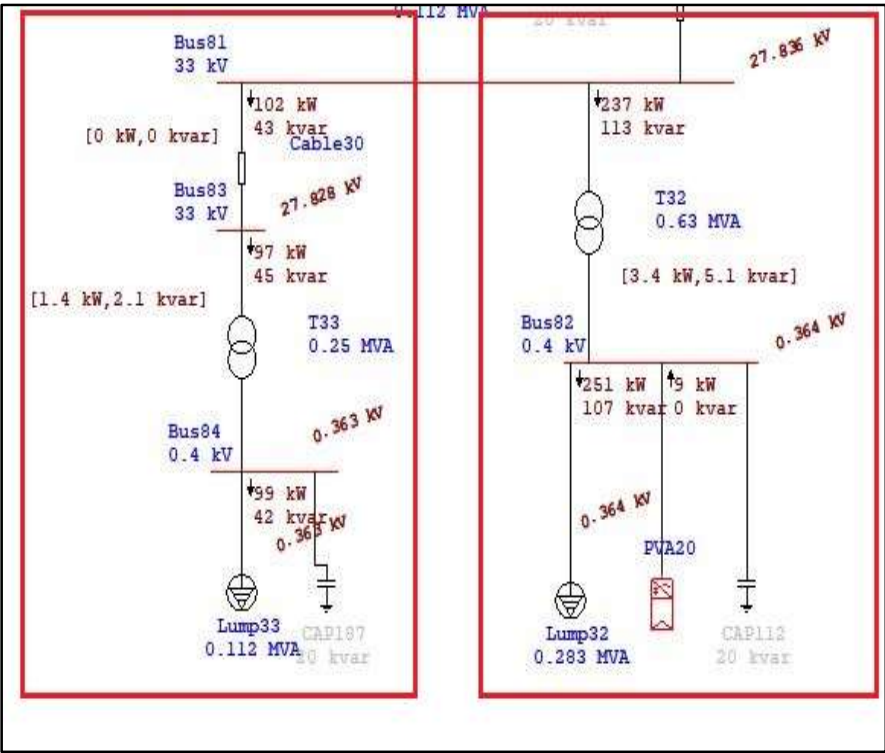 0.112 MVA
20 kvar
Bus81
33 kV
27.836 kV
102 kW
43 kvar
[0 kW,0 kvar]
Cable30
Bus83
33 kV
27.828 kV
97 kW
45 kvar
[1.4 kW,2.1 kvar]
T33
0.25 MVA
0.363 kV
Bus84
0.4 kV
99 kW
42 kvar
0.363 kV
Lump33
0.112 MVA
CAP187
20 kvar
237 kW
113 kvar
T32
0.63 MVA
[3.4 kW,5.1 kvar]
Bus82
0.4 kV
0.364 kV
251 kW
107 kvar
9 kW
0 kvar
0.364 kV
PVA20
Lump32
0.283 MVA
CAP112
20 kvar